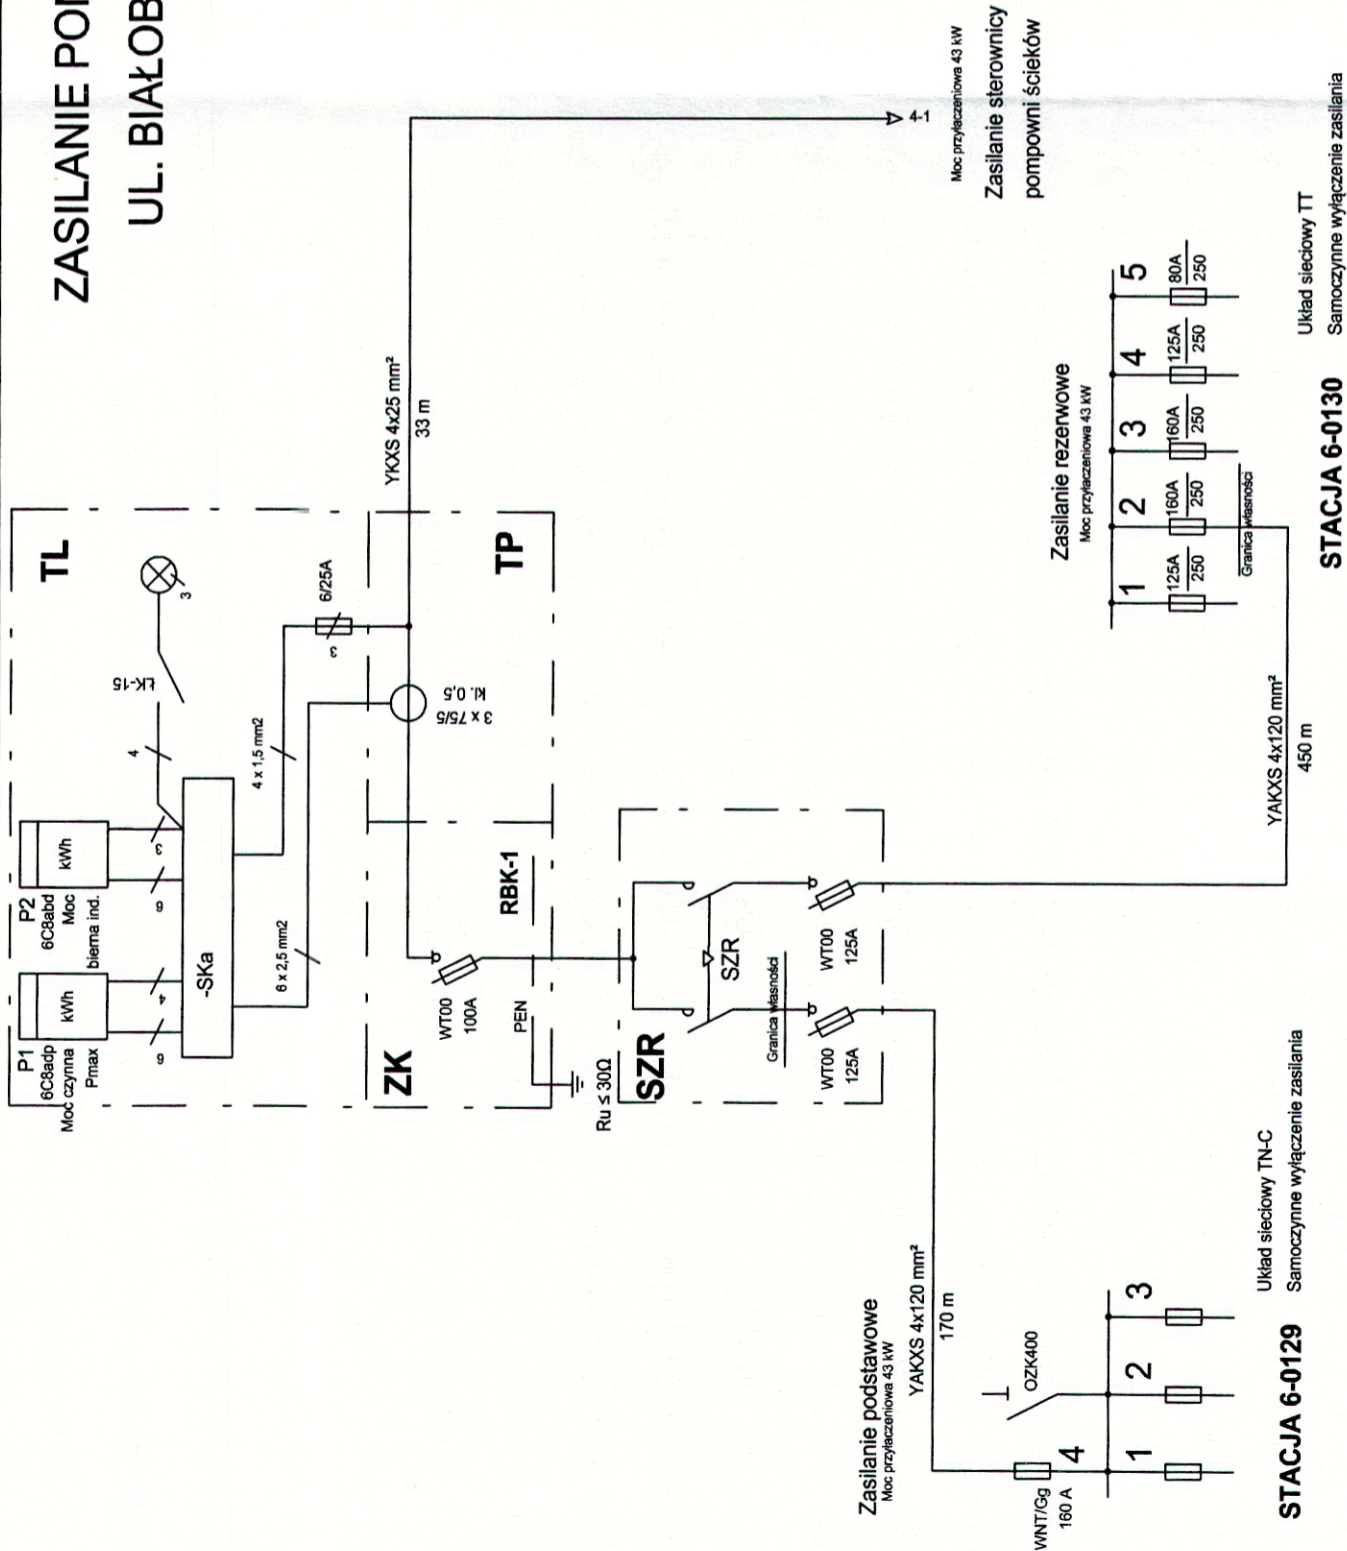 ZASILANIE
UL.
TL
P1
6C8adp
Moc czynna
Pmax
kWh
P2
6C8abd
Moc
bierna ind.
kWh
6
4
6
3
4
ŁK-15
3
-SKa
4 x 1,5 mm2
6 x 2,5 mm2
6/25A
3
YKXS 4x25 mm²
33 m
TP
3 x 75/5
Kl. 0,5
ZK
WT00
100A
RBK-1
PEN
Ru ≤ 30Ω
SZR
SZR
Granica własności
WT00
125A
WT00
125A
4-1
Moc przyłączeniowa 43 kW
Zasilanie sterownicy
pompowni ścieków
Zasilanie rezerwowe
Moc przyłączeniowa 43 kW
1
125A
250
2
160A
250
3
160A
250
4
125A
250
5
80A
250
Granica własności
YAKXS 4x120 mm²
450 m
Układ sieciowy TT
STACJA 6-0130
Samoczynne wyłączenie zasilania
Zasilanie podstawowe
Moc przyłączeniowa 43 kW
YAKXS 4x120 mm²
170 m
OZK400
WNT/Gg
160 A
4
1
2
3
Układ sieciowy TN-C
STACJA 6-0129
Samoczynne wyłączenie zasilania